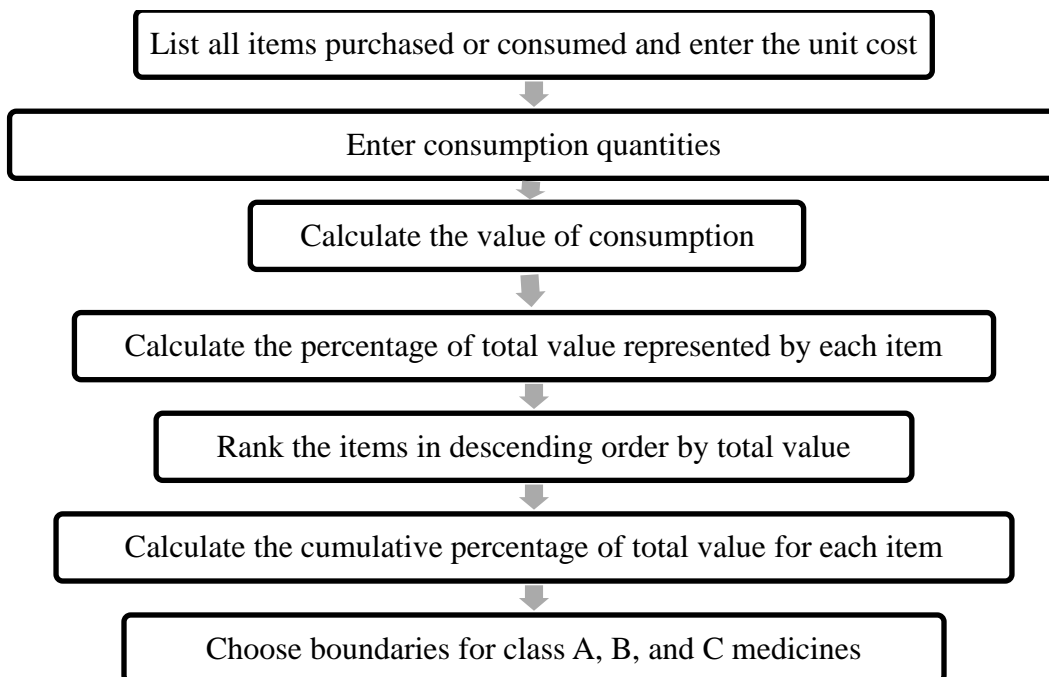 List all items purchased or consumed and enter the unit cost
Enter consumption quantities
Calculate the value of consumption
Calculate the percentage of total value represented by each item
Rank the items in descending order by total value
Calculate the cumulative percentage of total value for each item
Choose boundaries for class A, B, and C medicines